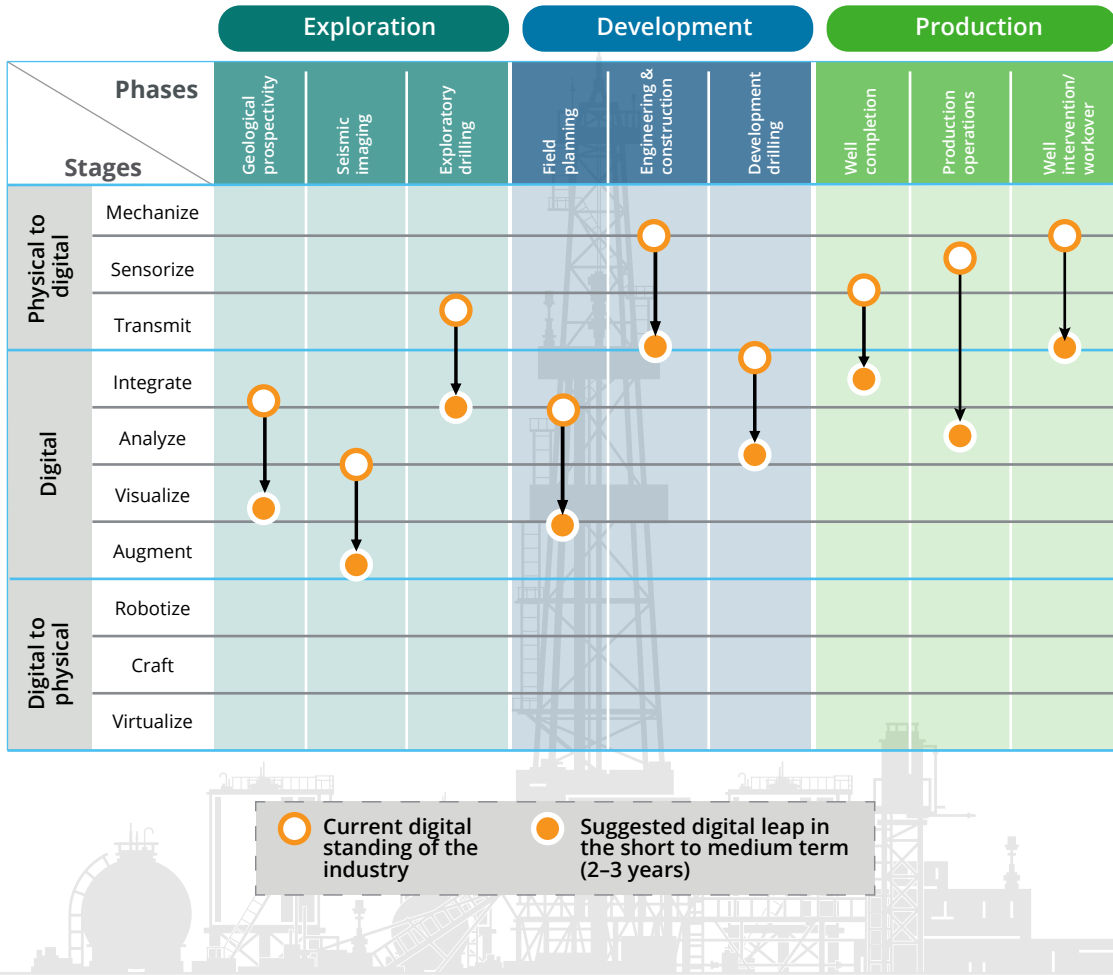 Exploration
Development
Production
Phases
Stages
Geological
prospectivity
Seismic
imaging
Exploratory
drilling
Field
planning
Engineering &
construction
Development
drilling
Well
completion
Production
operations
Well
intervention/
workover
Physical to
digital
Mechanize
Sensorize
Transmit
Digital
Integrate
Analyze
Visualize
Augment
Digital to
physical
Robotize
Craft
Virtualize
Current digital
standing of the
industry
Suggested digital leap in
the short to medium term
(2–3 years)